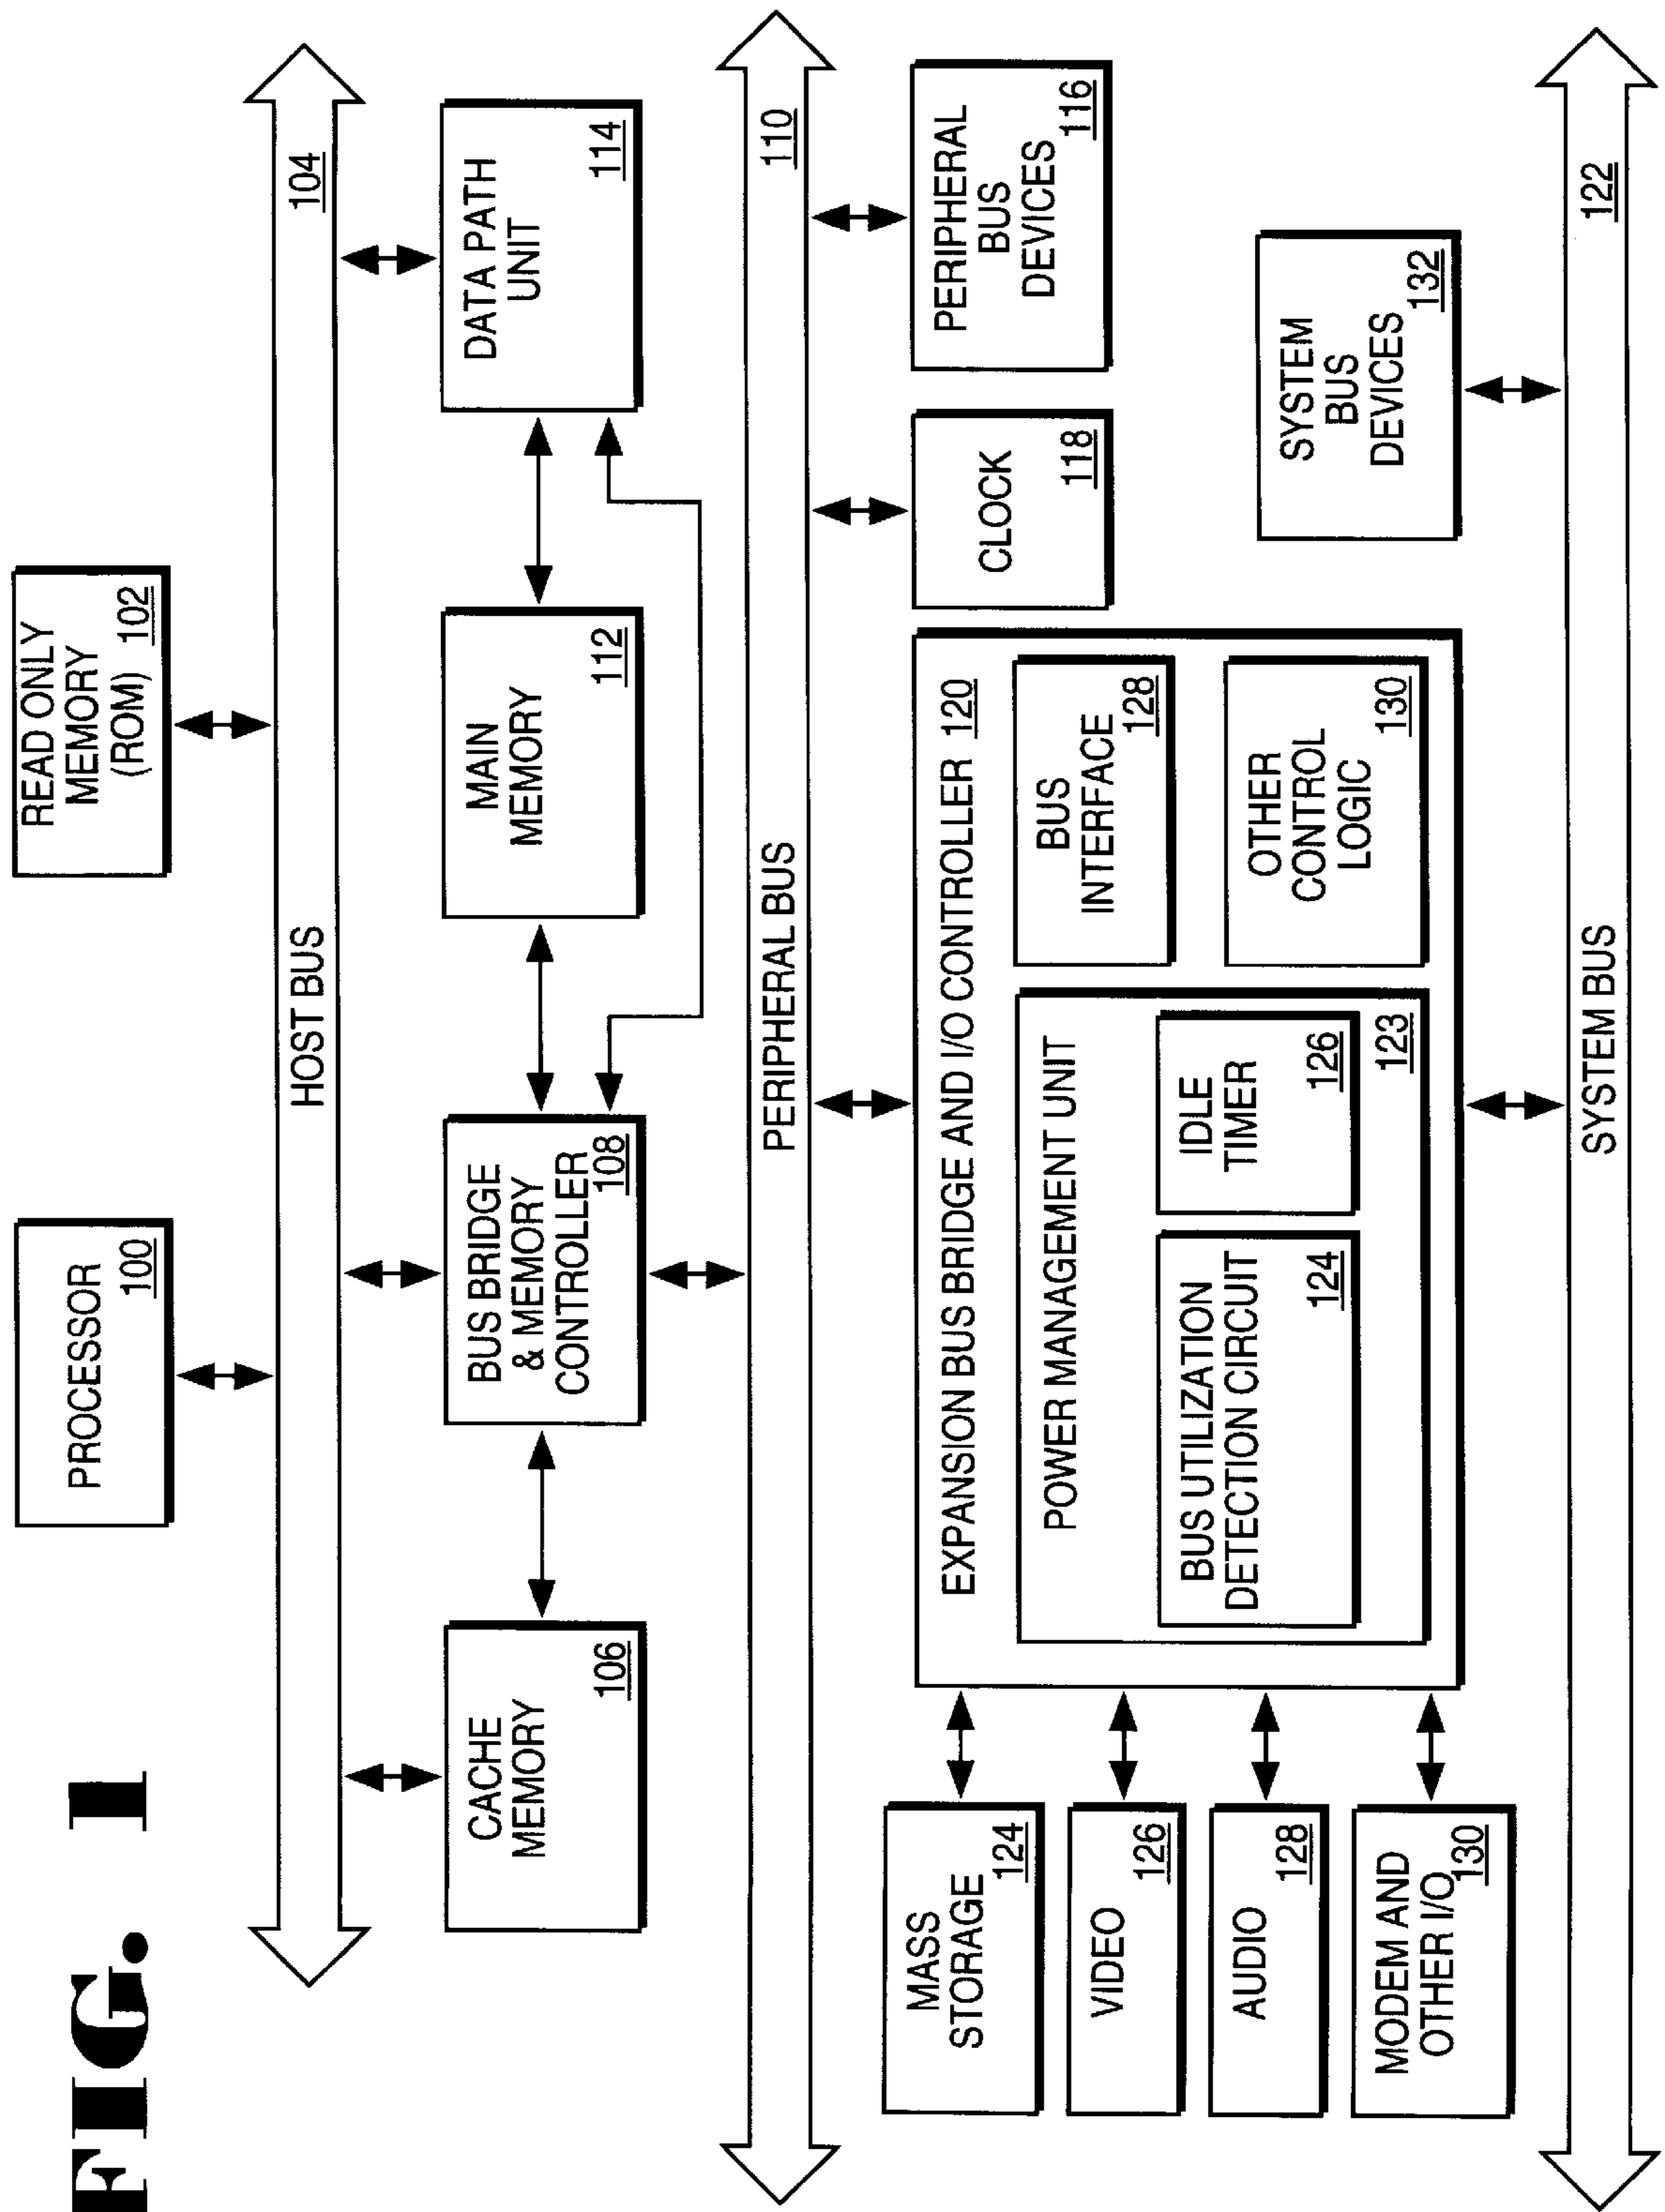 FIG. 1
PROCESSOR
100
READ ONLY
MEMORY
(ROM) 102
HOST BUS
104
CACHE
MEMORY
106
BUS BRIDGE
& MEMORY
CONTROLLER
108
MAIN
MEMORY
112
DATA PATH
UNIT
114
PERIPHERAL BUS
110
MASS
STORAGE
124
VIDEO
126
AUDIO
128
MODEM AND
OTHER I/O
130
EXPANSION BUS BRIDGE AND I/O CONTROLLER 120
POWER MANAGEMENT UNIT
BUS UTILIZATION
DETECTION CIRCUIT
124
IDLE
TIMER
126
123
BUS
INTERFACE
128
OTHER
CONTROL
LOGIC
130
CLOCK
118
PERIPHERAL
BUS
DEVICES
116
SYSTEM
BUS
DEVICES
132
SYSTEM BUS
122